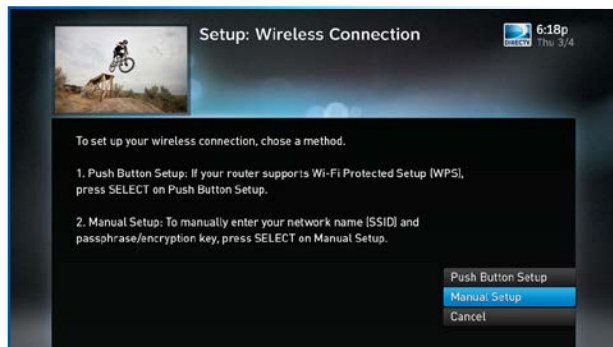 Setup: Wireless Connection
DIRECTV
6:18p
Thu 3/4
To set up your wireless connection, chose a method.
1. Push Button Setup: If your router supports Wi-Fi Protected Setup (WPS),
press SELECT on Push Button Setup.
2. Manual Setup: To manually enter your network name (SSID) and
passphrase/encryption key, press SELECT on Manual Setup.
Push Button Setup
Manual Setup
Cancel